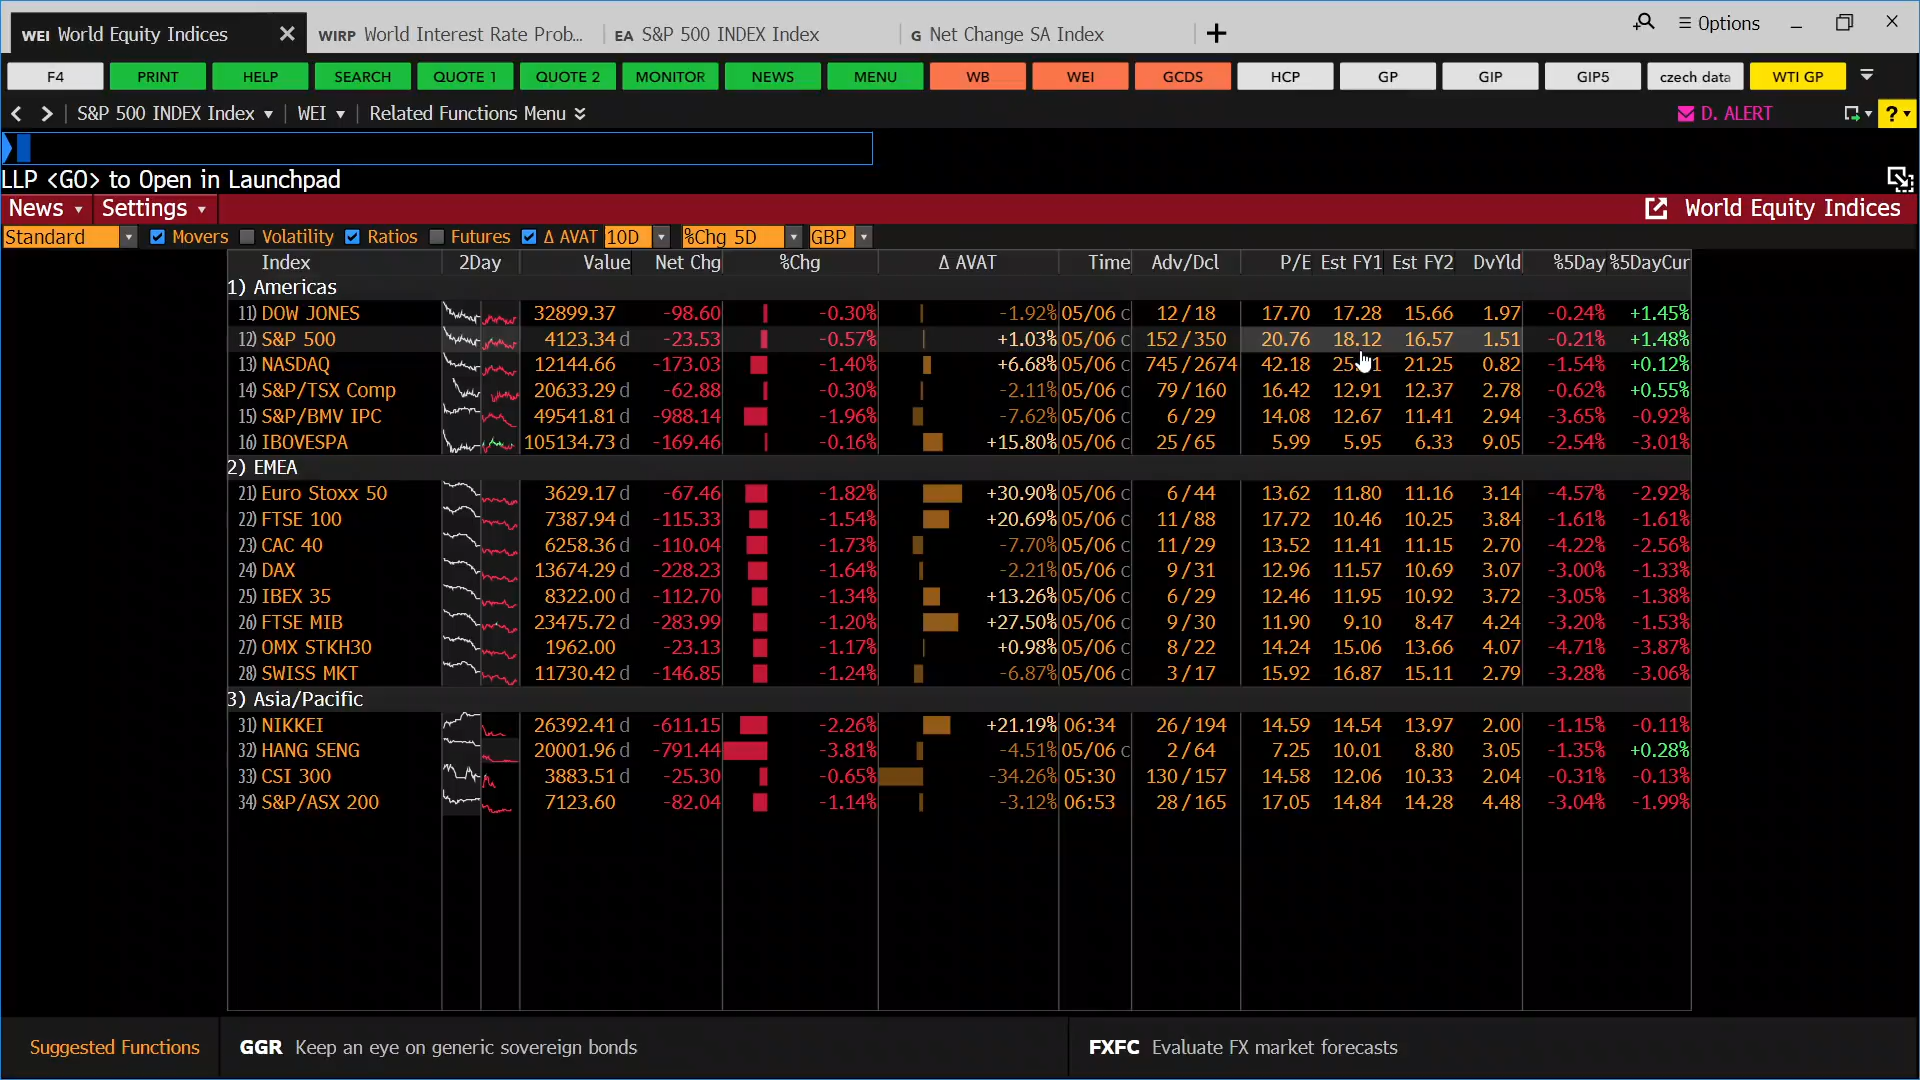 WEI World Equity Indices WIRP World Interest Rate Prob... EA S&P 500 INDEX Index G Net Change SA Index Options
F4 PRINT HELP SEARCH QUOTE 1 QUOTE 2 MONITOR NEWS MENU WB WEI GCDS HCP GP GIP GIP5 czech data WTI GP
S&P 500 INDEX Index WEI Related Functions Menu D. ALERT ?
LLP <GO> to Open in Launchpad
News Settings World Equity Indices
Standard Movers Volatility Ratios Futures Δ AVAT 10D %Chg 5D GBP
Index 2Day Value Net Chg %Chg Δ AVAT Time Adv/Dcl P/E Est FY1 Est FY2 DvYld %5Day %5DayCur
1) Americas
11) DOW JONES 32899.37 -98.60 -0.30% -1.92% 05/06 c 12/18 17.70 17.28 15.66 1.97 -0.24% +1.45%
12) S&P 500 4123.34 d -23.53 -0.57% +1.03% 05/06 c 152/350 20.76 18.12 16.57 1.51 -0.21% +1.48%
13) NASDAQ 12144.66 -173.03 -1.40% +6.68% 05/06 c 745/2674 42.18 21.25 0.82 -1.54% +0.12%
14) S&P/TSX Comp 20633.29 d -62.88 -0.30% -2.11% 05/06 c 79/160 16.42 12.91 12.37 2.78 -0.62% +0.55%
15) S&P/BMV IPC 49541.81 d -988.14 -1.96% -7.62% 05/06 c 6/29 14.08 12.67 11.41 2.94 -3.65% -0.92%
16) IBOVESPA 105134.73 d -169.46 -0.16% +15.80% 05/06 c 25/65 5.99 5.95 6.33 9.05 -2.54% -3.01%
2) EMEA
21) Euro Stoxx 50 3629.17 d -67.46 -1.82% +30.90% 05/06 c 6/44 13.62 11.80 11.16 3.14 -4.57% -2.92%
22) FTSE 100 7387.94 d -115.33 -1.54% +20.69% 05/06 c 11/88 17.72 10.46 10.25 3.84 -1.61% -1.61%
23) CAC 40 6258.36 d -110.04 -1.73% -7.70% 05/06 c 11/29 13.52 11.41 11.15 2.70 -4.22% -2.56%
24) DAX 13674.29 d -228.23 -1.64% -2.21% 05/06 c 9/31 12.96 11.57 10.69 3.07 -3.00% -1.33%
25) IBEX 35 8322.00 d -112.70 -1.34% +13.26% 05/06 c 6/29 12.46 11.95 10.92 3.72 -3.05% -1.38%
26) FTSE MIB 23475.72 d -283.99 -1.20% +27.50% 05/06 c 9/30 11.90 9.10 8.47 4.24 -3.20% -1.53%
27) OMX STKH30 1962.00 -23.13 -1.17% +0.98% 05/06 c 8/22 14.24 15.06 13.66 4.07 -4.71% -3.87%
28) SWISS MKT 11730.42 d -146.85 -1.24% -6.87% 05/06 c 3/17 15.92 16.87 15.11 2.79 -3.28% -3.06%
3) Asia/Pacific
31) NIKKEI 26392.41 d -611.15 -2.26% +21.19% 06:34 26/194 14.59 14.54 13.97 2.00 -1.15% -0.11%
32) HANG SENG 20001.96 d -791.44 -3.81% -4.51% 05/06 c 2/64 7.25 10.01 8.80 3.05 -1.35% +0.28%
33) CSI 300 3883.51 d -25.30 -0.65% -34.26% 05:30 130/157 14.58 12.06 10.33 2.04 -0.31% -0.13%
34) S&P/ASX 200 7123.60 -82.04 -1.14% -3.12% 06:53 28/165 17.05 14.84 14.28 4.48 -3.04% -1.99%
Suggested Functions GGR Keep an eye on generic sovereign bonds FXFC Evaluate FX market forecasts